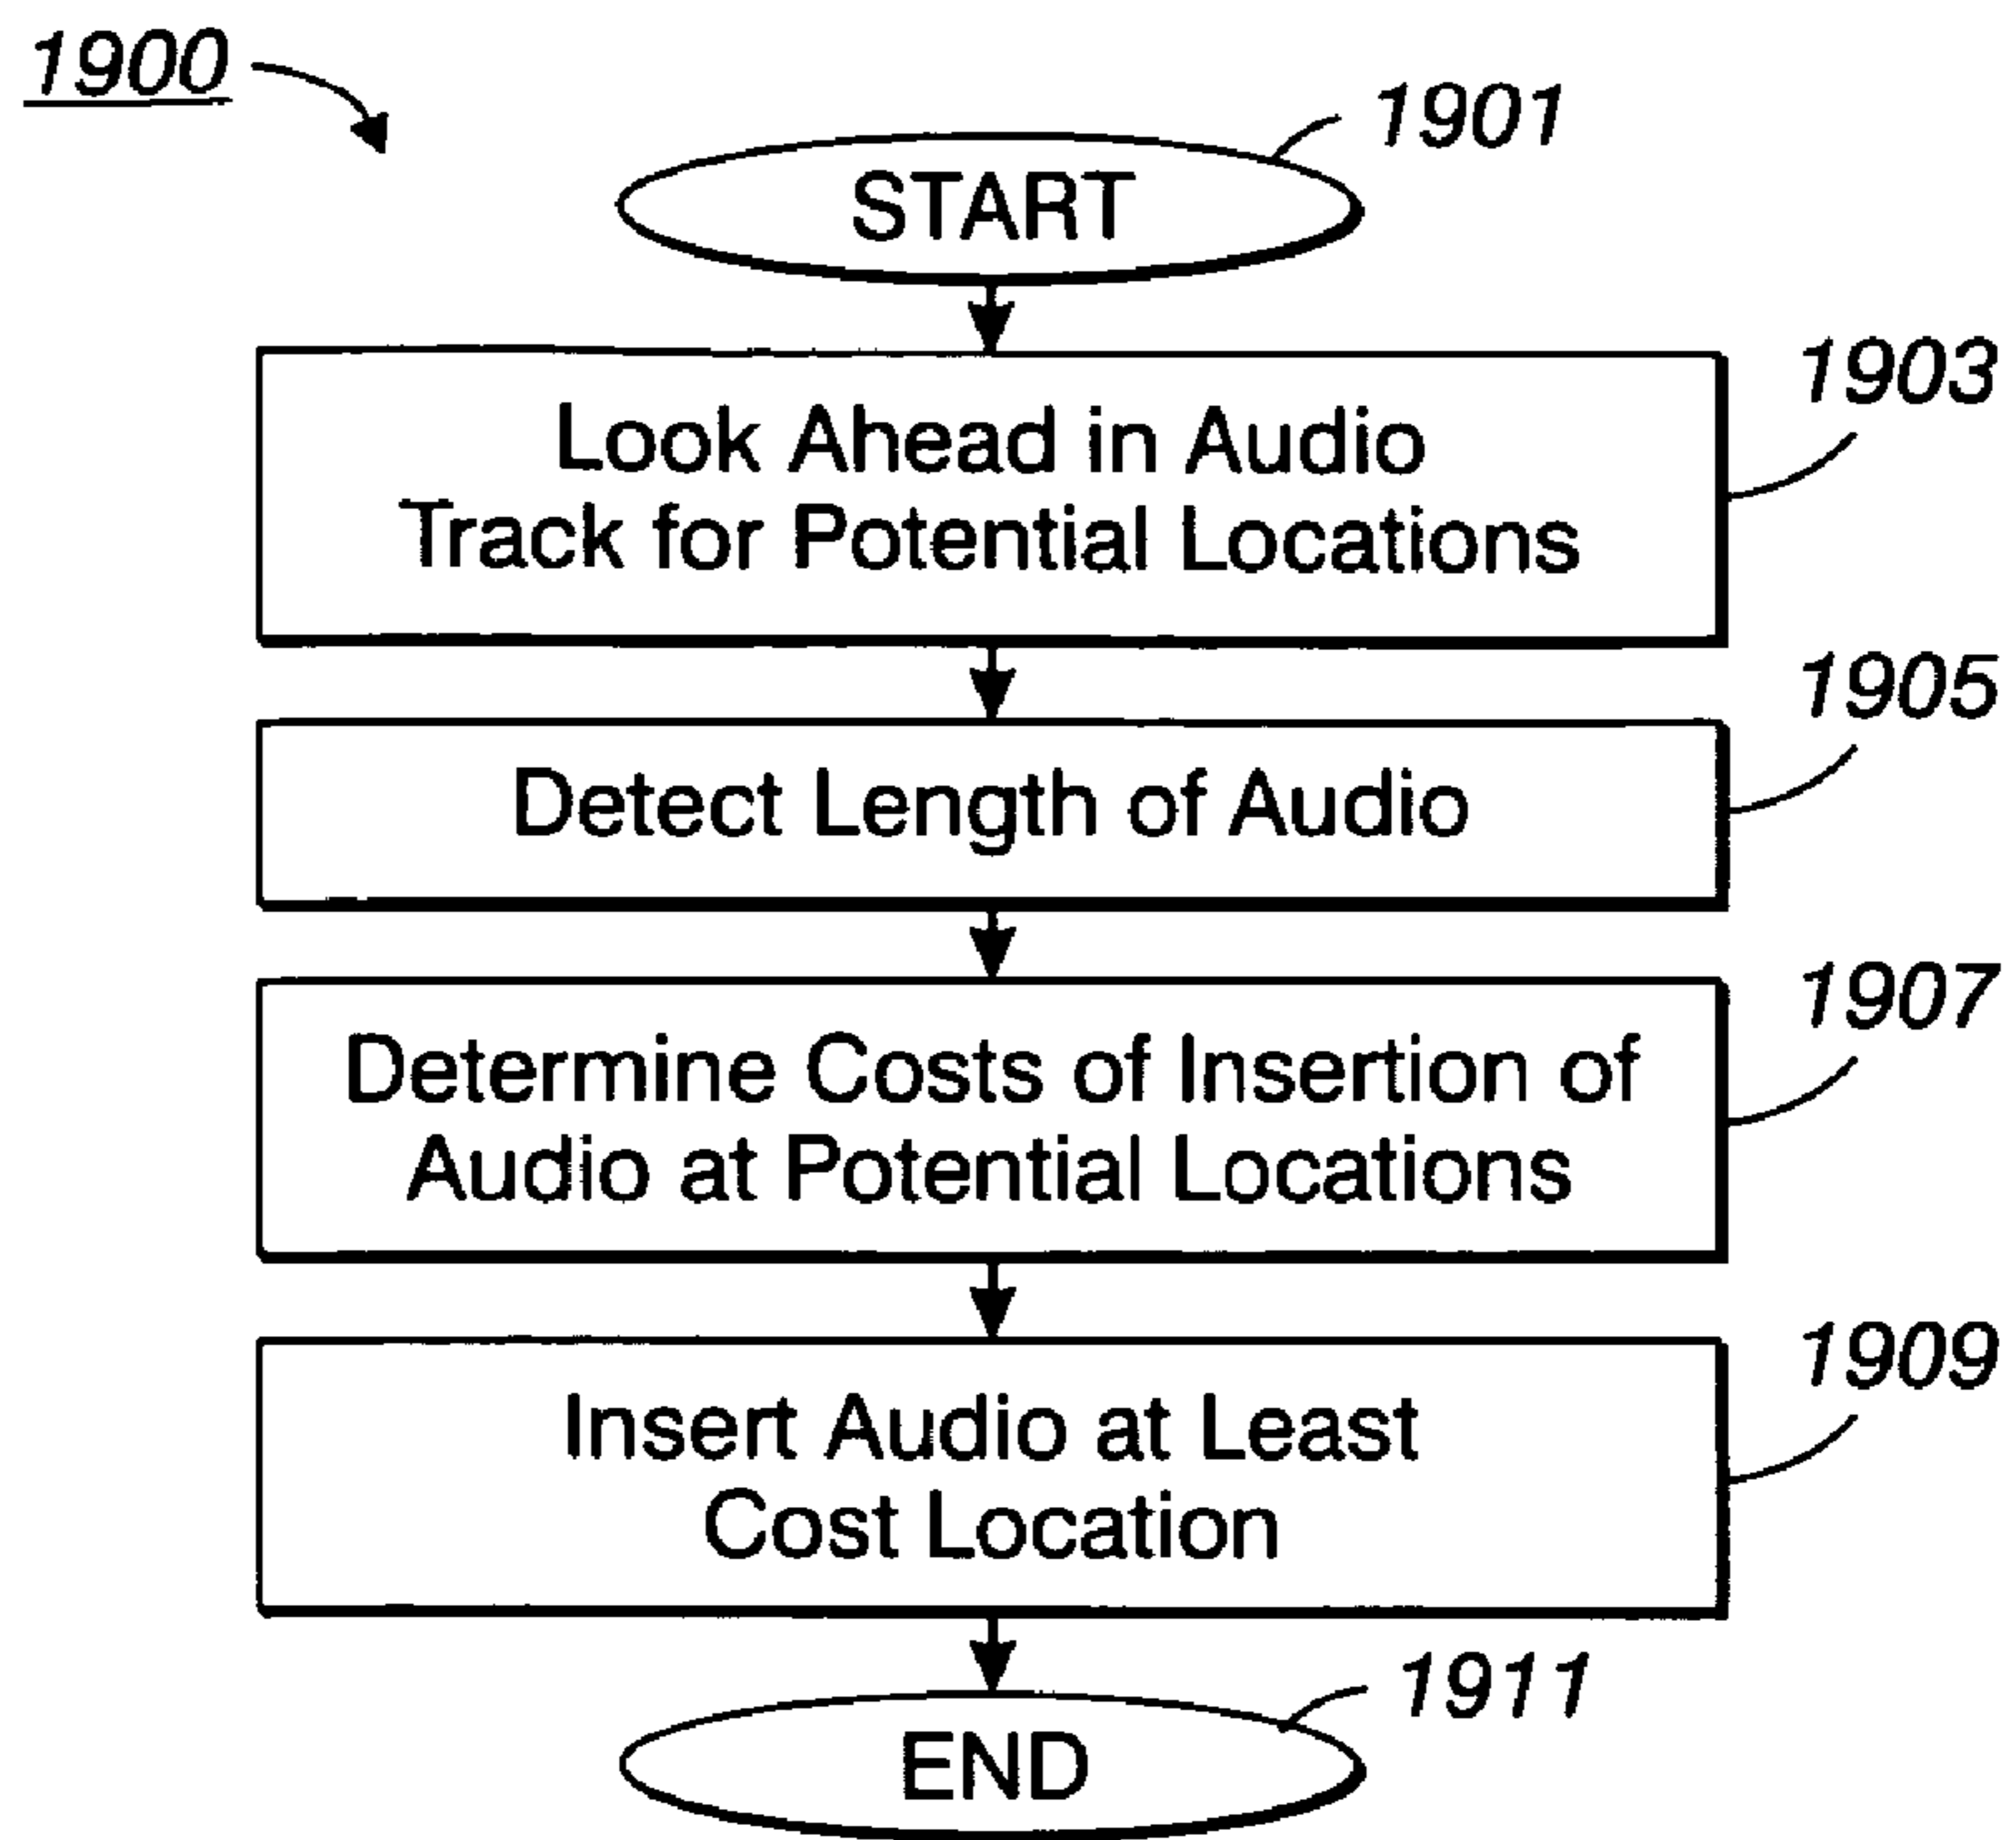 1900
1901
START
1903
Look Ahead in Audio
Track for Potential Locations
1905
Detect Length of Audio
1907
Determine Costs of Insertion of
Audio at Potential Locations
1909
Insert Audio at Least
Cost Location
1911
END